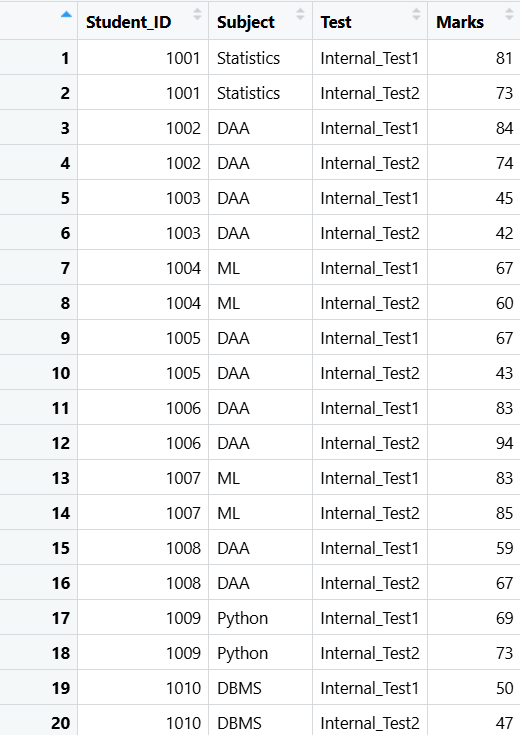 Student_ID Subject Test Marks
1 1001 Statistics Internal_Test1 81
2 1001 Statistics Internal_Test2 73
3 1002 DAA Internal_Test1 84
4 1002 DAA Internal_Test2 74
5 1003 DAA Internal_Test1 45
6 1003 DAA Internal_Test2 42
7 1004 ML Internal_Test1 67
8 1004 ML Internal_Test2 60
9 1005 DAA Internal_Test1 67
10 1005 DAA Internal_Test2 43
11 1006 DAA Internal_Test1 83
12 1006 DAA Internal_Test2 94
13 1007 ML Internal_Test1 83
14 1007 ML Internal_Test2 85
15 1008 DAA Internal_Test1 59
16 1008 DAA Internal_Test2 67
17 1009 Python Internal_Test1 69
18 1009 Python Internal_Test2 73
19 1010 DBMS Internal_Test1 50
20 1010 DBMS Internal_Test2 47